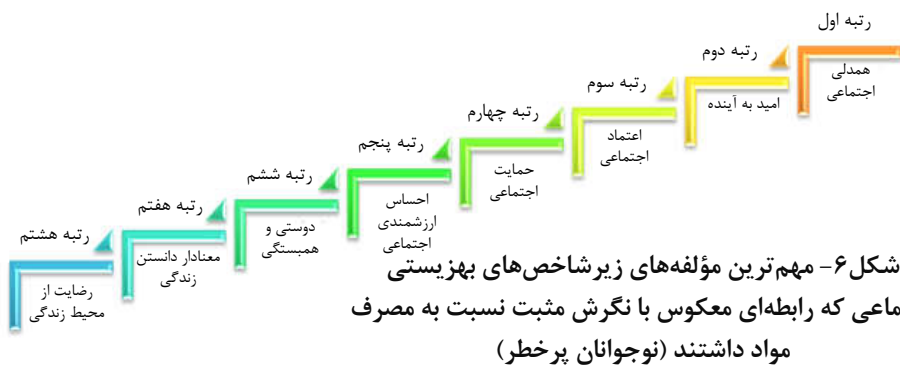 رتبه اول
همدلی
اجتماعی
رتبه دوم
امید به آینده
رتبه سوم
اعتماد
اجتماعی
رتبه چهارم
حمایت
اجتماعی
رتبه پنجم
احساس
ارزشمندی
اجتماعی
رتبه ششم
دوستی و
همبستگی
رتبه هفتم
معنادار دانستن
زندگی
رتبه هشتم
رضایت از
محیط زندگی
شکل۶- مهم‌ترین مؤلفه‌های زیرشاخص‌های بهزیستی
ماعی که رابطه‌ای معکوس با نگرش مثبت نسبت به مصرف
مواد داشتند (نوجوانان پرخطر)